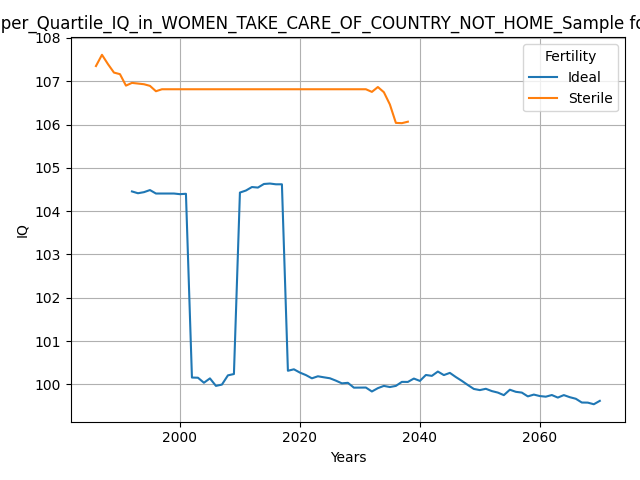 per_Quartile_IQ_in_WOMEN_TAKE_CARE_OF_COUNTRY_NOT_HOME_Sample fo
108
107
106
105
104
103
102
101
100
IQ
Fertility
Ideal
Sterile
2000 2020 2040 2060
Years